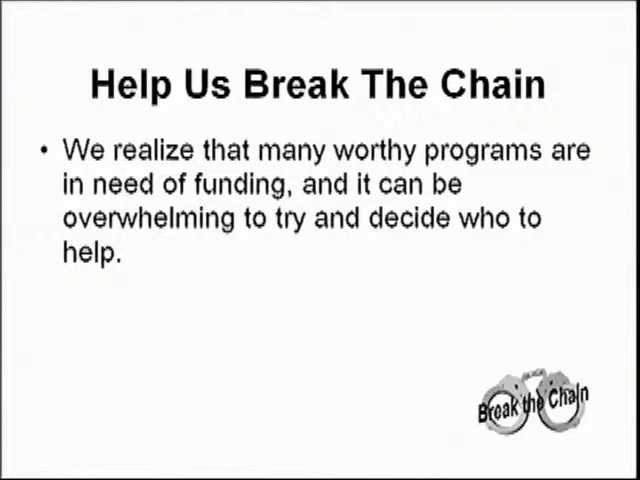 Help Us Break The Chain
• We realize that many worthy programs are
in need of funding, and it can be
overwhelming to try and decide who to
help.
Break the Chain